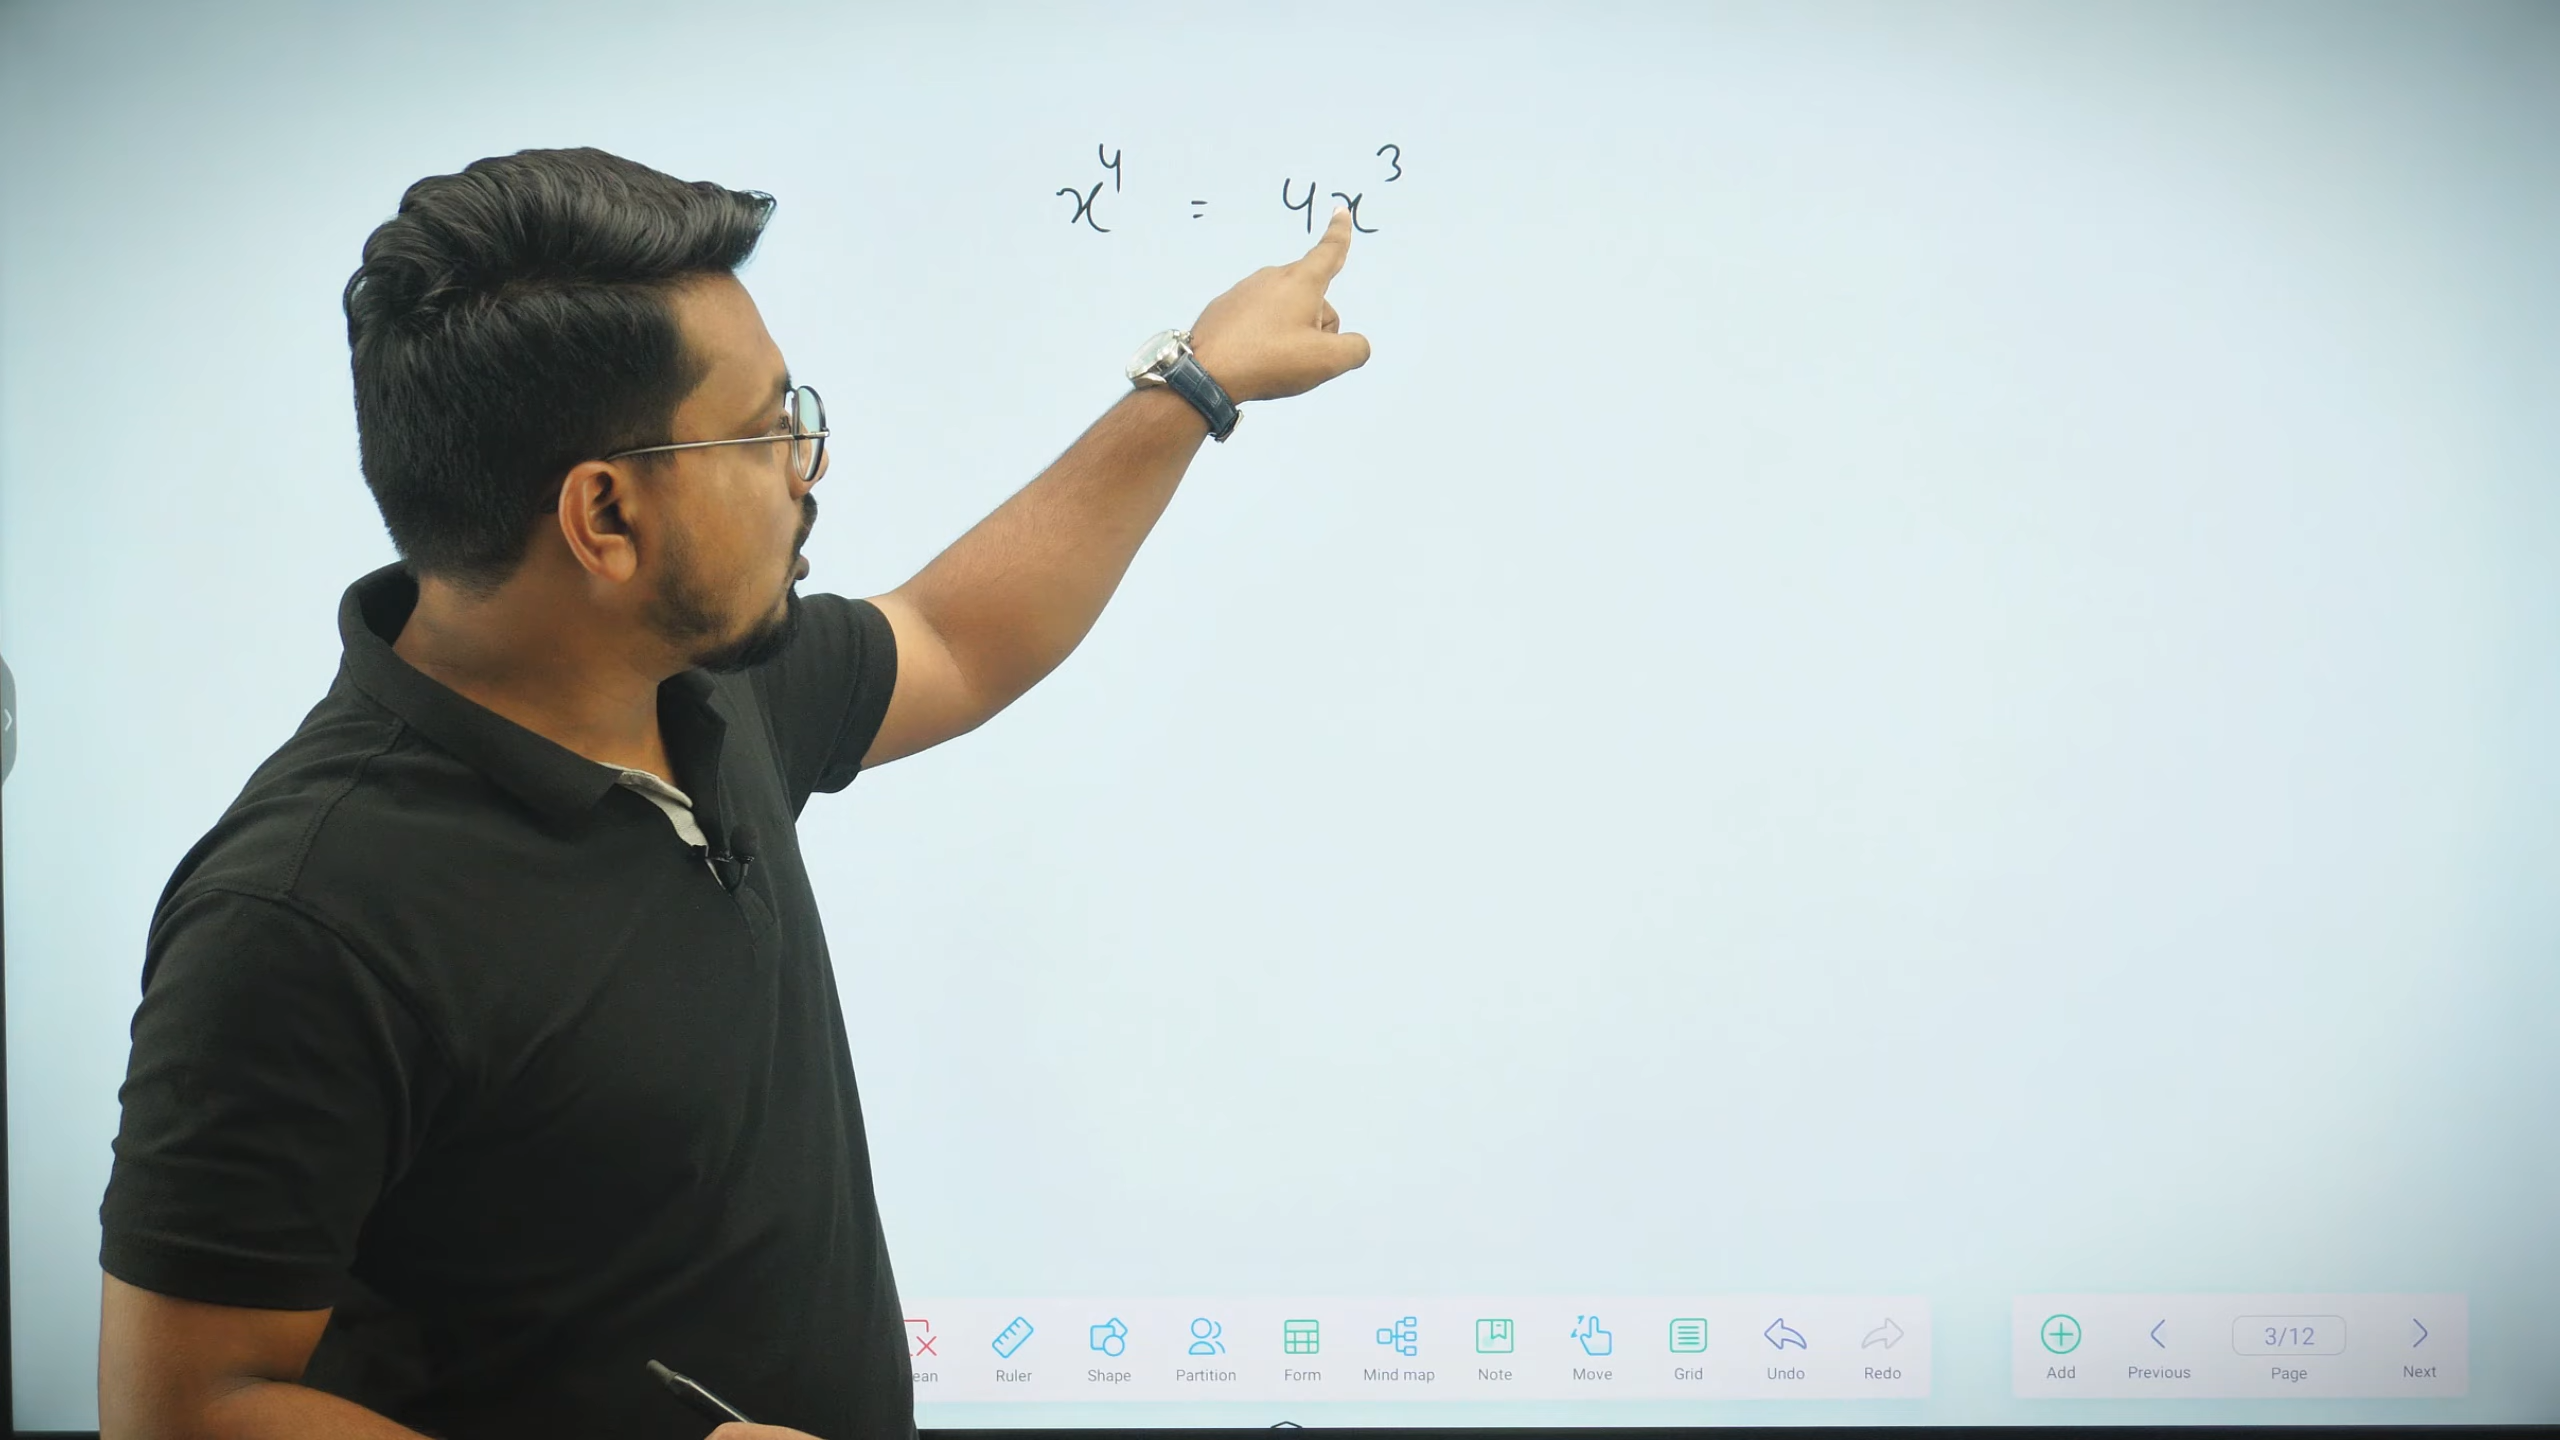 x⁴ = 4x³
ean Ruler Shape Partition Form Mind map Note Move Grid Undo Redo Add Previous 3/12 Page Next